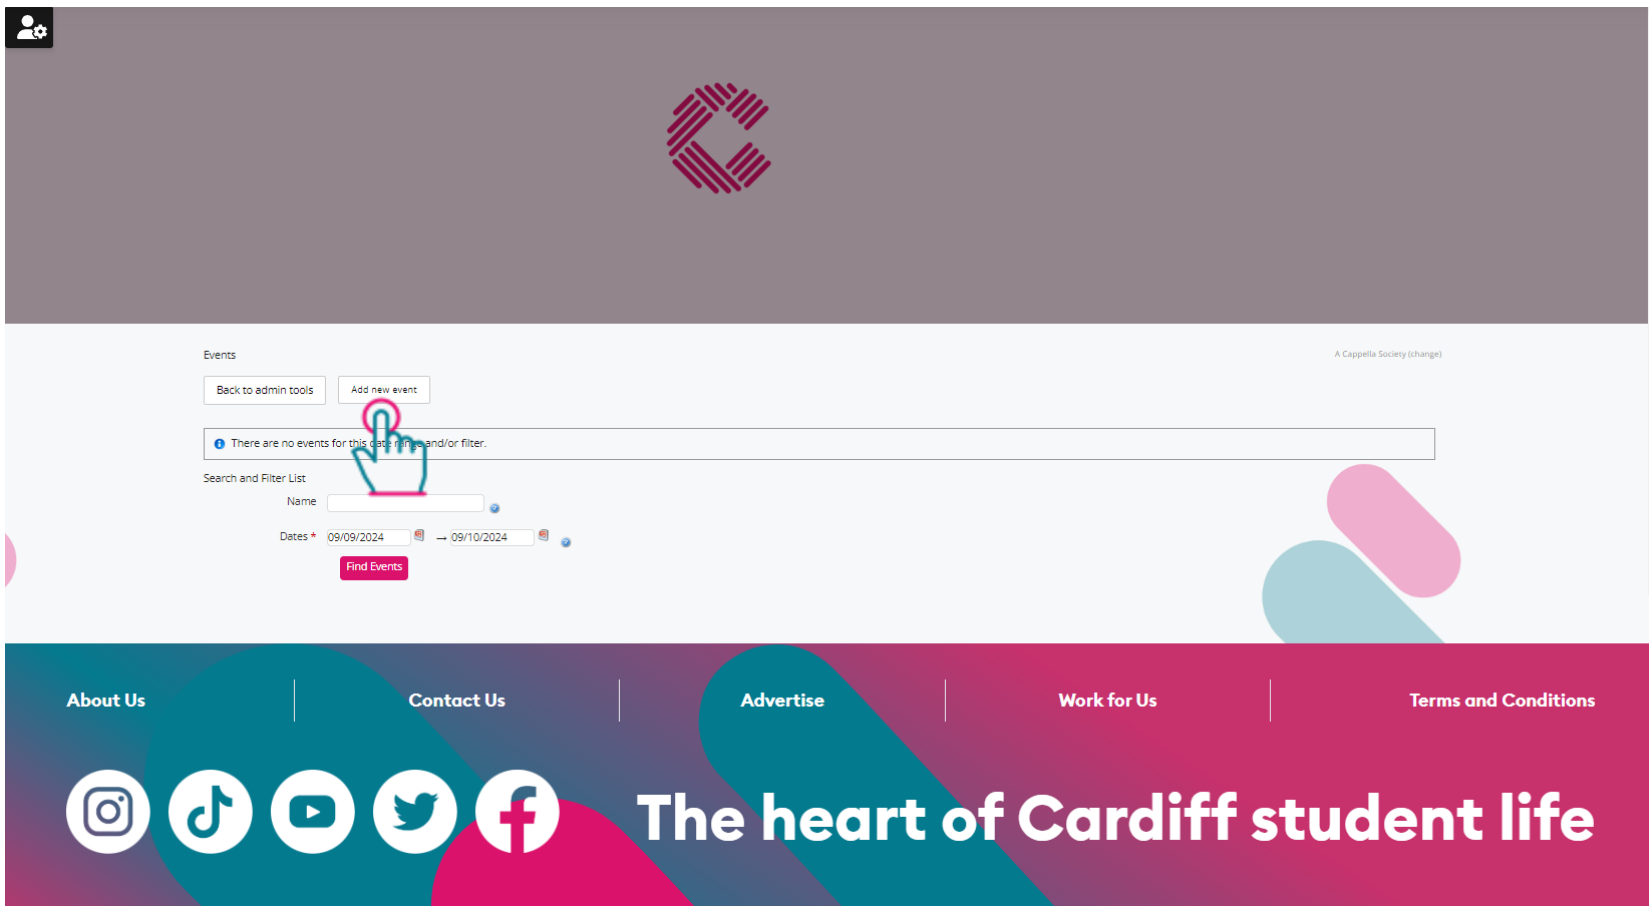 Events
A Cappella Society (change)
Back to admin tools
Add new event
There are no events for this date range and/or filter.
Search and Filter List
Name
Dates *
09/09/2024
→ 09/10/2024
Find Events
About Us
Contact Us
Advertise
Work for Us
Terms and Conditions
The heart of Cardiff student life